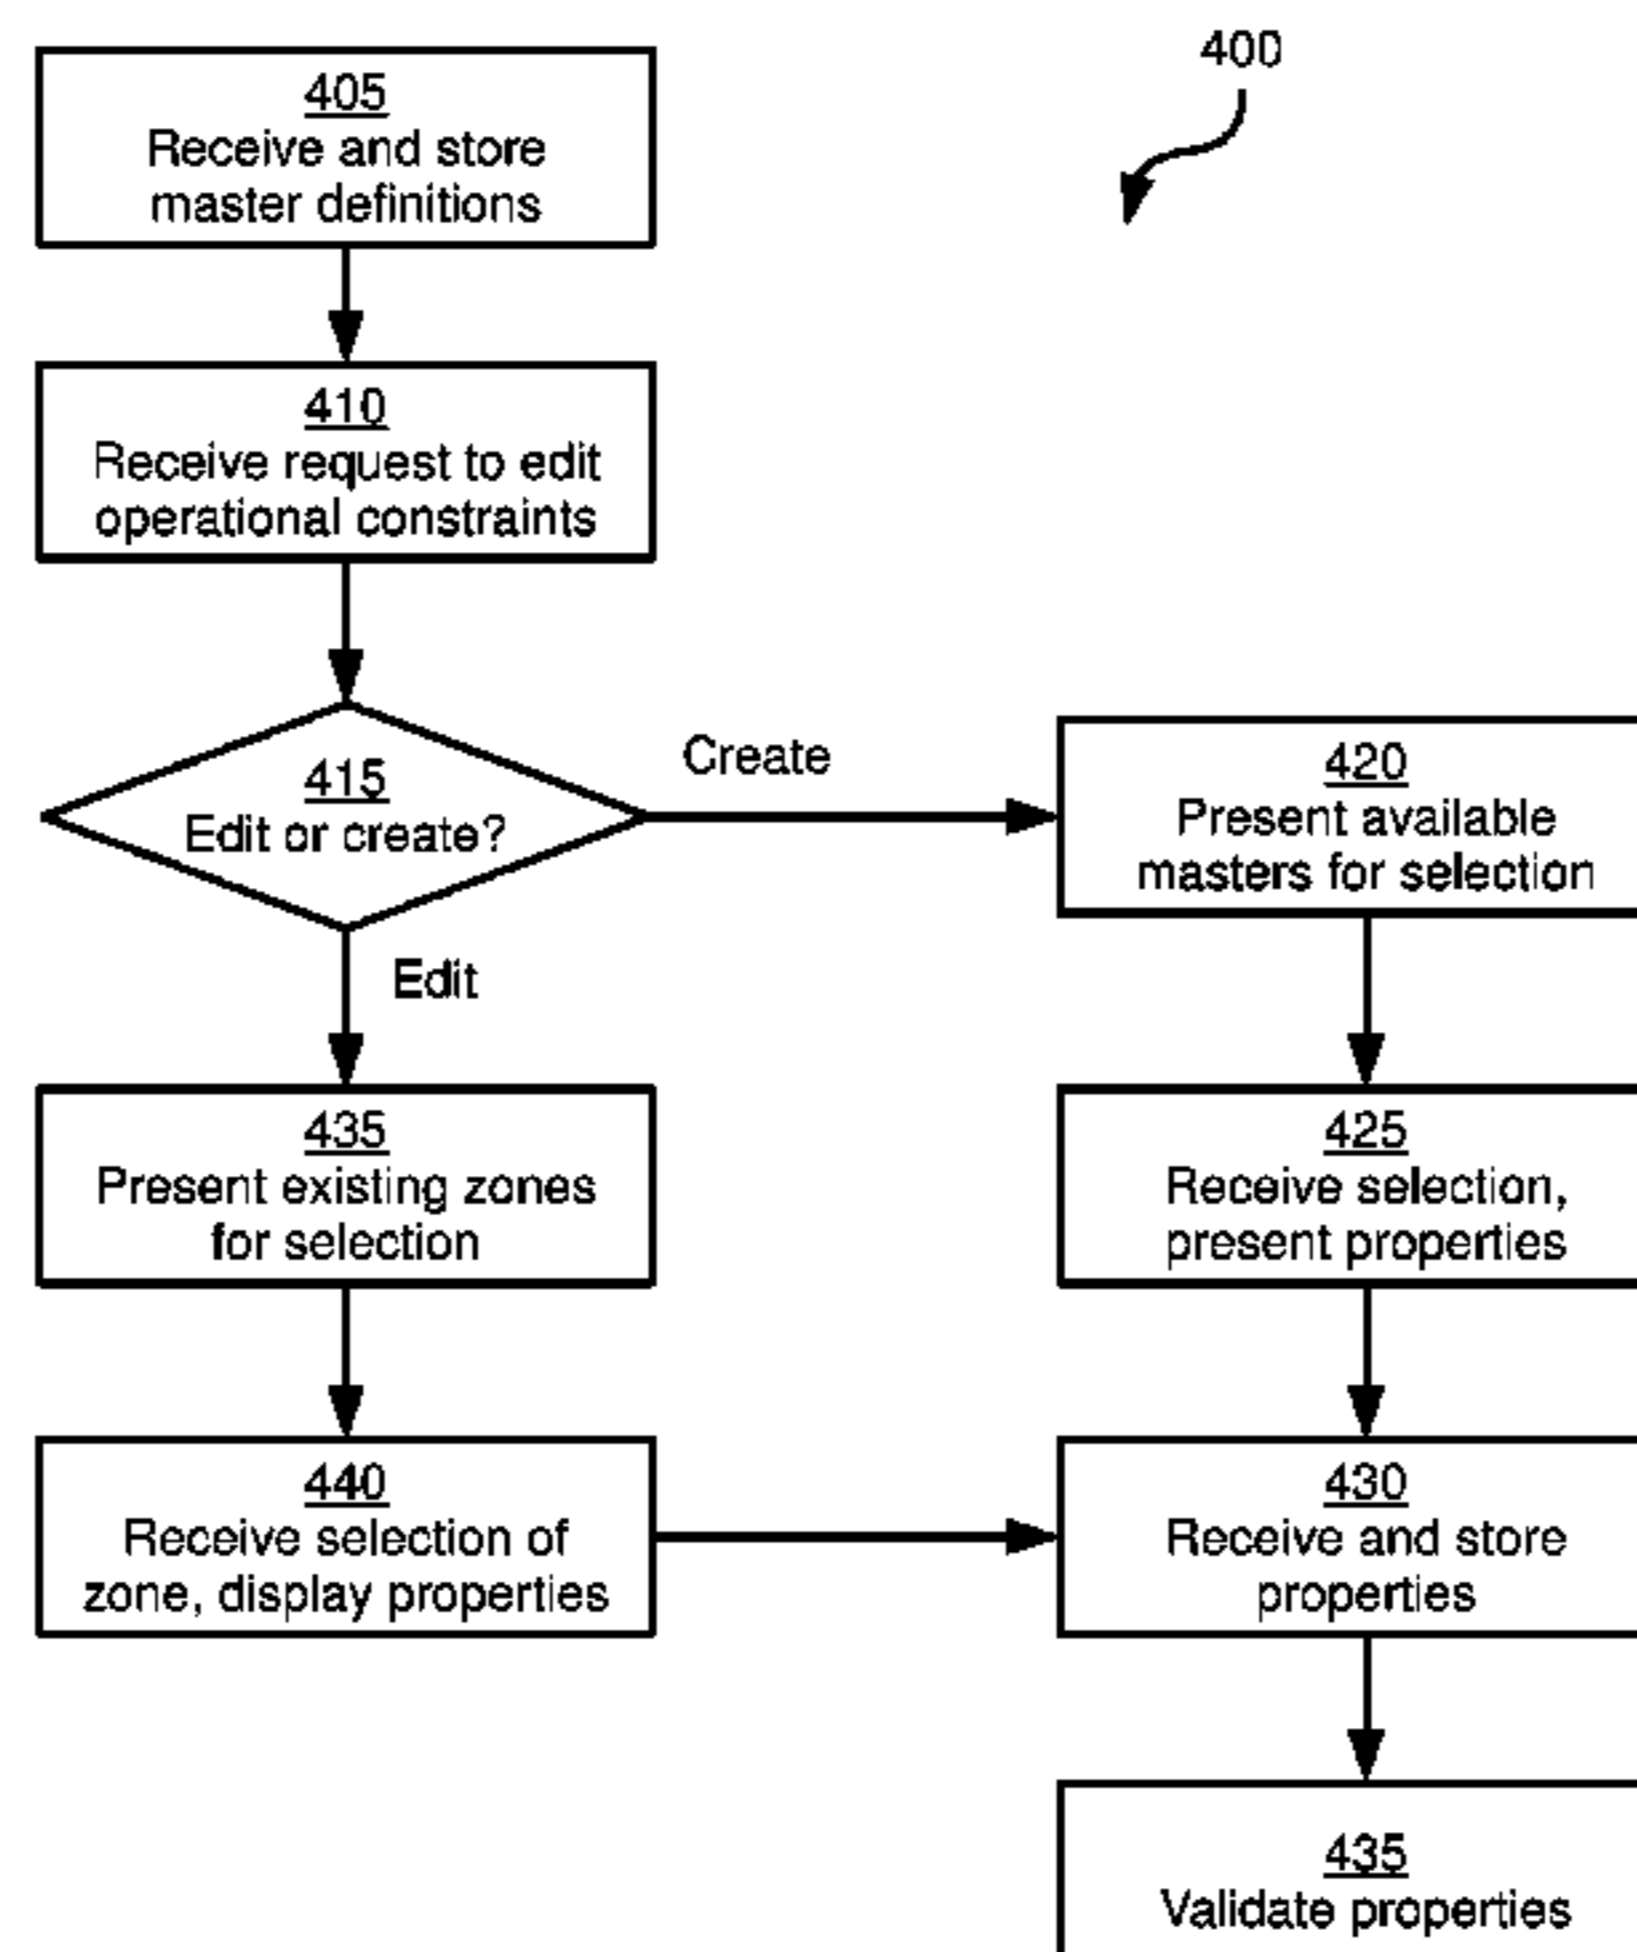 400
405
Receive and store
master definitions
410
Receive request to edit
operational constraints
415
Edit or create?
Create
Edit
420
Present available
masters for selection
435
Present existing zones
for selection
425
Receive selection,
present properties
440
Receive selection of
zone, display properties
430
Receive and store
properties
435
Validate properties